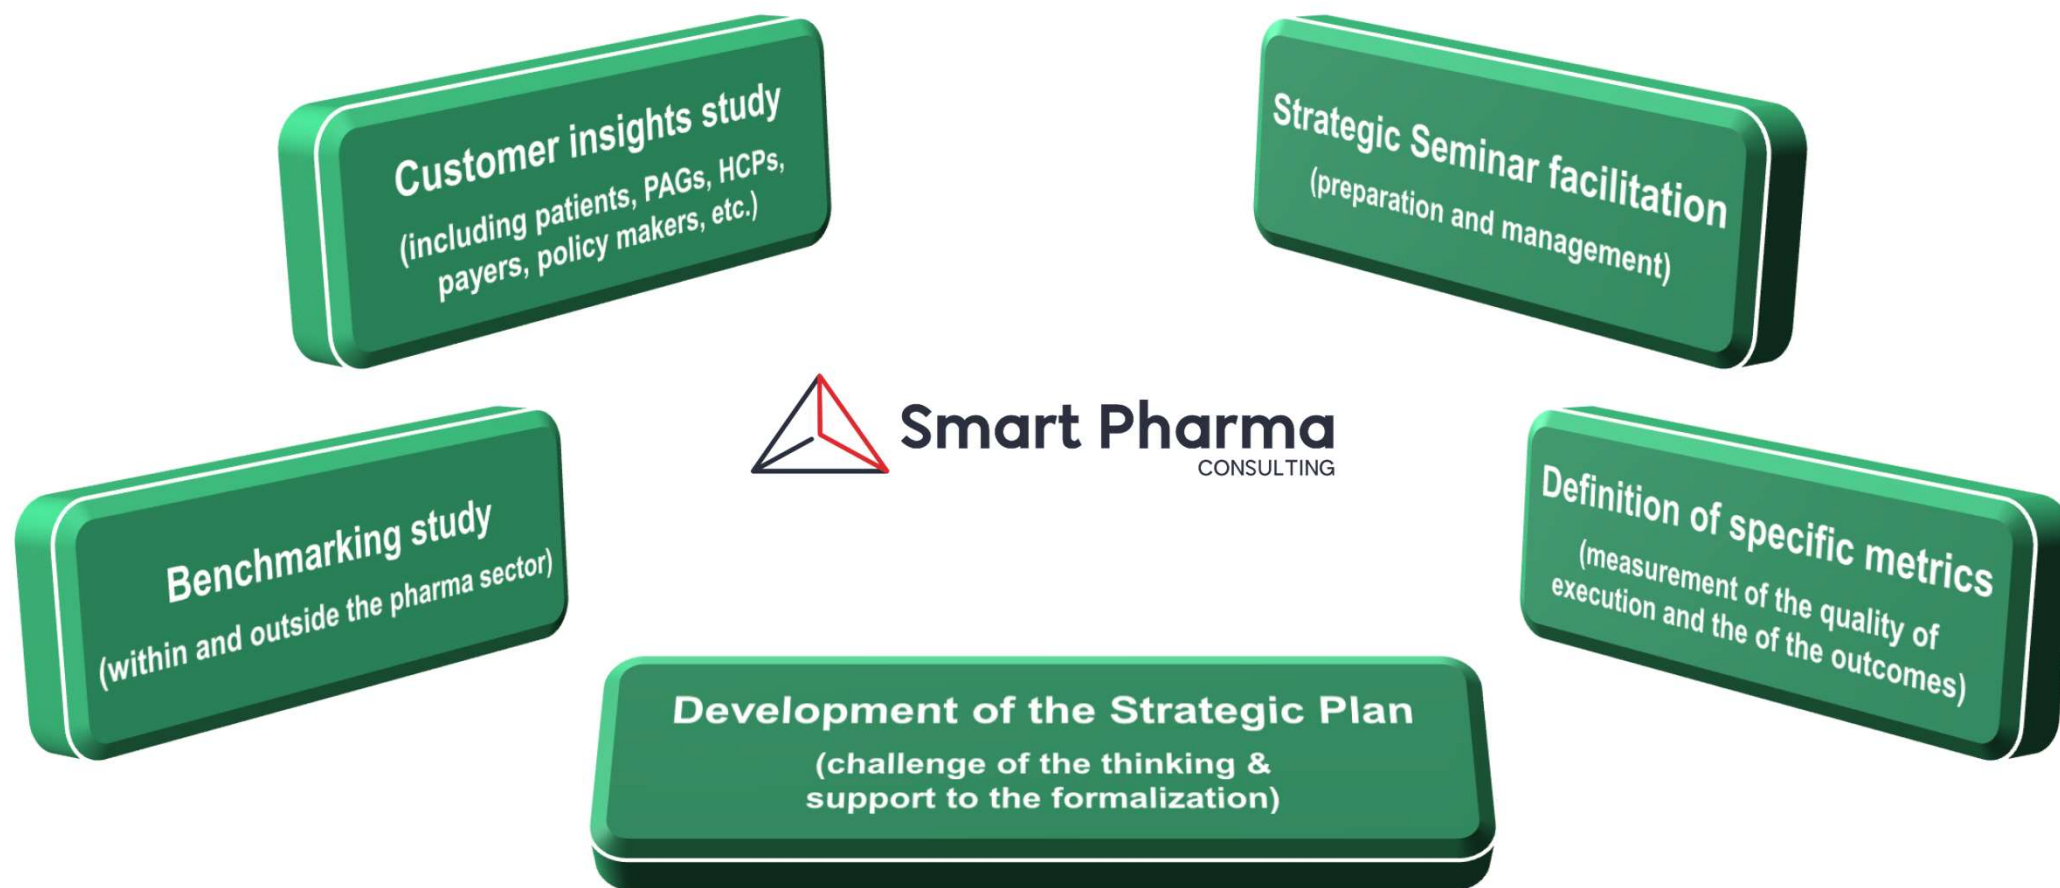 Customer insights study
(including patients, PAGs, HCPs,
payers, policy makers, etc.)
Strategic Seminar facilitation
(preparation and management)
Smart Pharma
CONSULTING
Benchmarking study
(within and outside the pharma sector)
Definition of specific metrics
(measurement of the quality of
execution and the of the outcomes)
Development of the Strategic Plan
(challenge of the thinking &
support to the formalization)